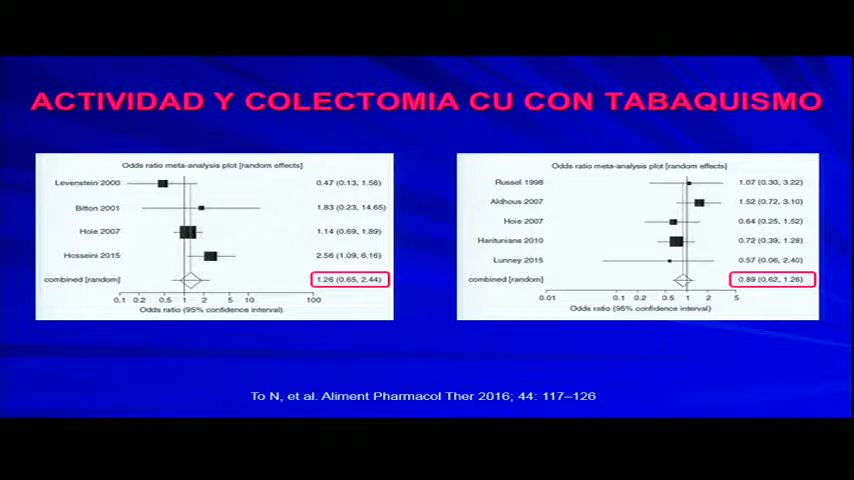 ACTIVIDAD Y COLECTOMIA CU CON TABAQUISMO
Odds ratio meta-analysis plot [random effects]
Levenstein 2000 0.47 (0.13, 1.56)
Bitton 2001 1.83 (0.23, 14.65)
Hoie 2007 1.14 (0.69, 1.89)
Hosseini 2015 2.56 (1.09, 6.16)
combined [random] 1.26 (0.65, 2.44)
0.1 0.2 0.5 1 2 5 10 100
Odds ratio (95% confidence interval)
Odds ratio meta-analysis plot [random effects]
Russel 1998 1.07 (0.30, 3.22)
Aldhous 2007 1.52 (0.72, 3.10)
Hoie 2007 0.64 (0.25, 1.52)
Haritunians 2010 0.72 (0.39, 1.28)
Lunney 2015 0.57 (0.06, 2.40)
combined [random] 0.89 (0.62, 1.26)
0.01 0.1 0.2 0.5 1 2 5
Odds ratio (95% confidence interval)
To N, et al. Aliment Pharmacol Ther 2016; 44: 117–126